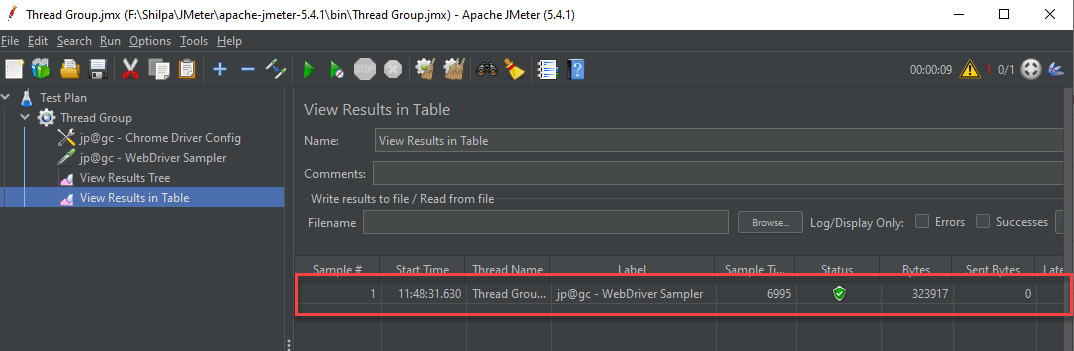 Thread Group.jmx (F:\Shilpa\JMeter\apache-jmeter-5.4.1\bin\Thread Group.jmx) - Apache JMeter (5.4.1)
File Edit Search Run Options Tools Help
00:00:09 1 0/1
Test Plan
Thread Group
jp@gc - Chrome Driver Config
jp@gc - WebDriver Sampler
View Results Tree
View Results in Table
View Results in Table
Name: View Results in Table
Comments:
Write results to file / Read from file
Filename Browse... Log/Display Only: Errors Successes
Sample # Start Time Thread Name Label Sample Ti... Status Bytes Sent Bytes Late
1 11:48:31.630 Thread Grou... jp@gc - WebDriver Sampler 6995 323917 0